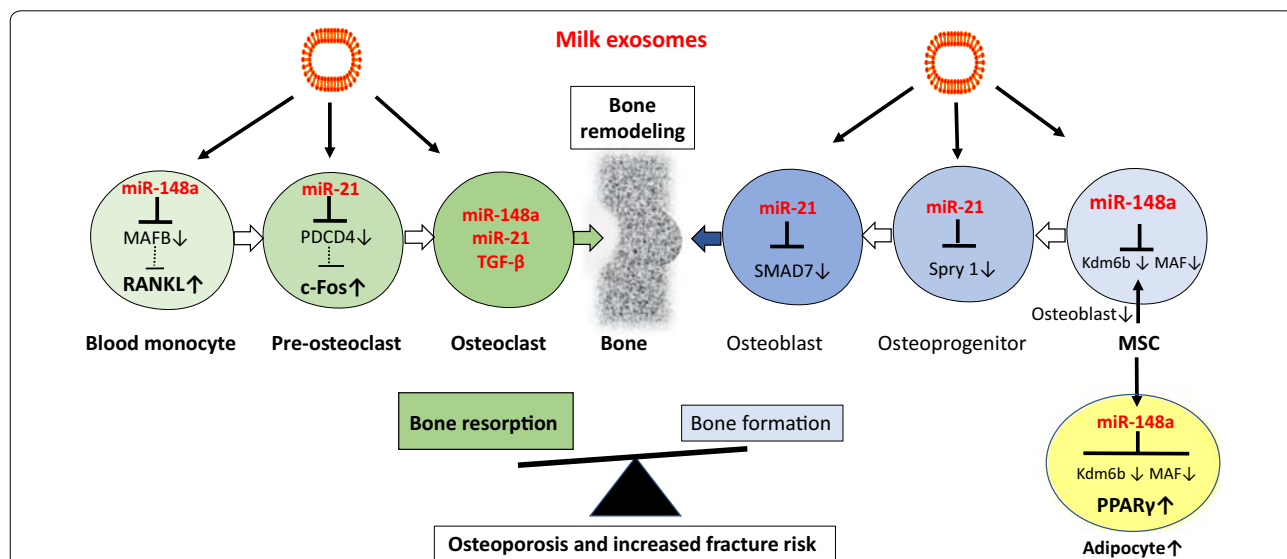 Milk exosomes
Bone
remodeling
miR-148a
MAFB↓
RANKL↑
miR-21
PDCD4↓
c-Fos↑
miR-148a
miR-21
TGF-β
miR-21
SMAD7↓
miR-21
Spry 1↓
miR-148a
Kdm6b ↓ MAF↓
Osteoblast↓
Blood monocyte
Pre-osteoclast
Osteoclast
Bone
Osteoblast
Osteoprogenitor
MSC
Bone resorption
Bone formation
miR-148a
Kdm6b ↓ MAF↓
PPARγ↑
Adipocyte↑
Osteoporosis and increased fracture risk